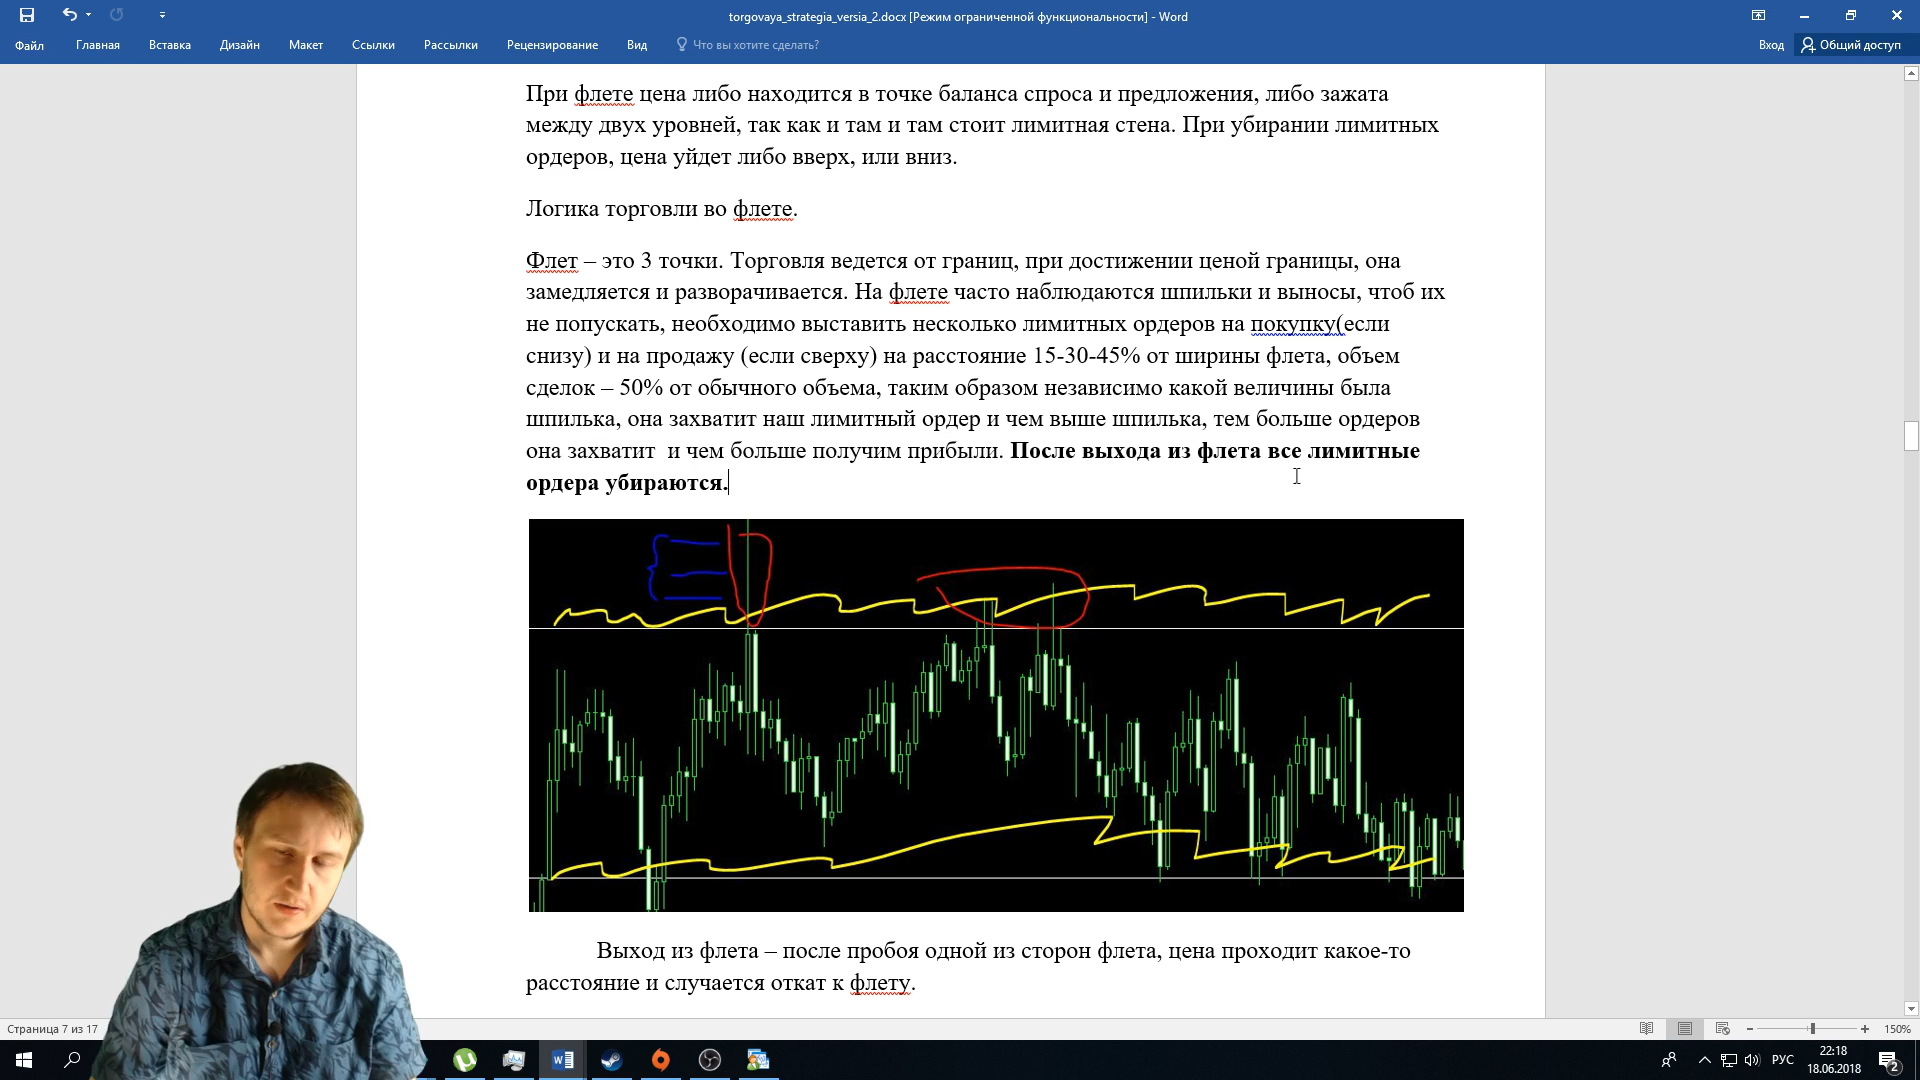 torgovaya_strategia_versia_2.docx [Режим ограниченной функциональности] - Word
Файл Главная Вставка Дизайн Макет Ссылки Рассылки Рецензирование Вид Что вы хотите сделать? Вход Общий доступ
При флете цена либо находится в точке баланса спроса и предложения, либо зажата
между двух уровней, так как и там и там стоит лимитная стена. При убирании лимитных
ордеров, цена уйдет либо вверх, или вниз.
Логика торговли во флете.
Флет – это 3 точки. Торговля ведется от границ, при достижении ценой границы, она
замедляется и разворачивается. На флете часто наблюдаются шпильки и выносы, чтоб их
не попускать, необходимо выставить несколько лимитных ордеров на покупку(если
снизу) и на продажу (если сверху) на расстояние 15-30-45% от ширины флета, объем
сделок – 50% от обычного объема, таким образом независимо какой величины была
шпилька, она захватит наш лимитный ордер и чем выше шпилька, тем больше ордеров
она захватит  и чем больше получим прибыли. После выхода из флета все лимитные
ордера убираются.
Выход из флета – после пробоя одной из сторон флета, цена проходит какое-то
расстояние и случается откат к флету.
Страница 7 из 17
150%
РУС
22:18
18.06.2018
2